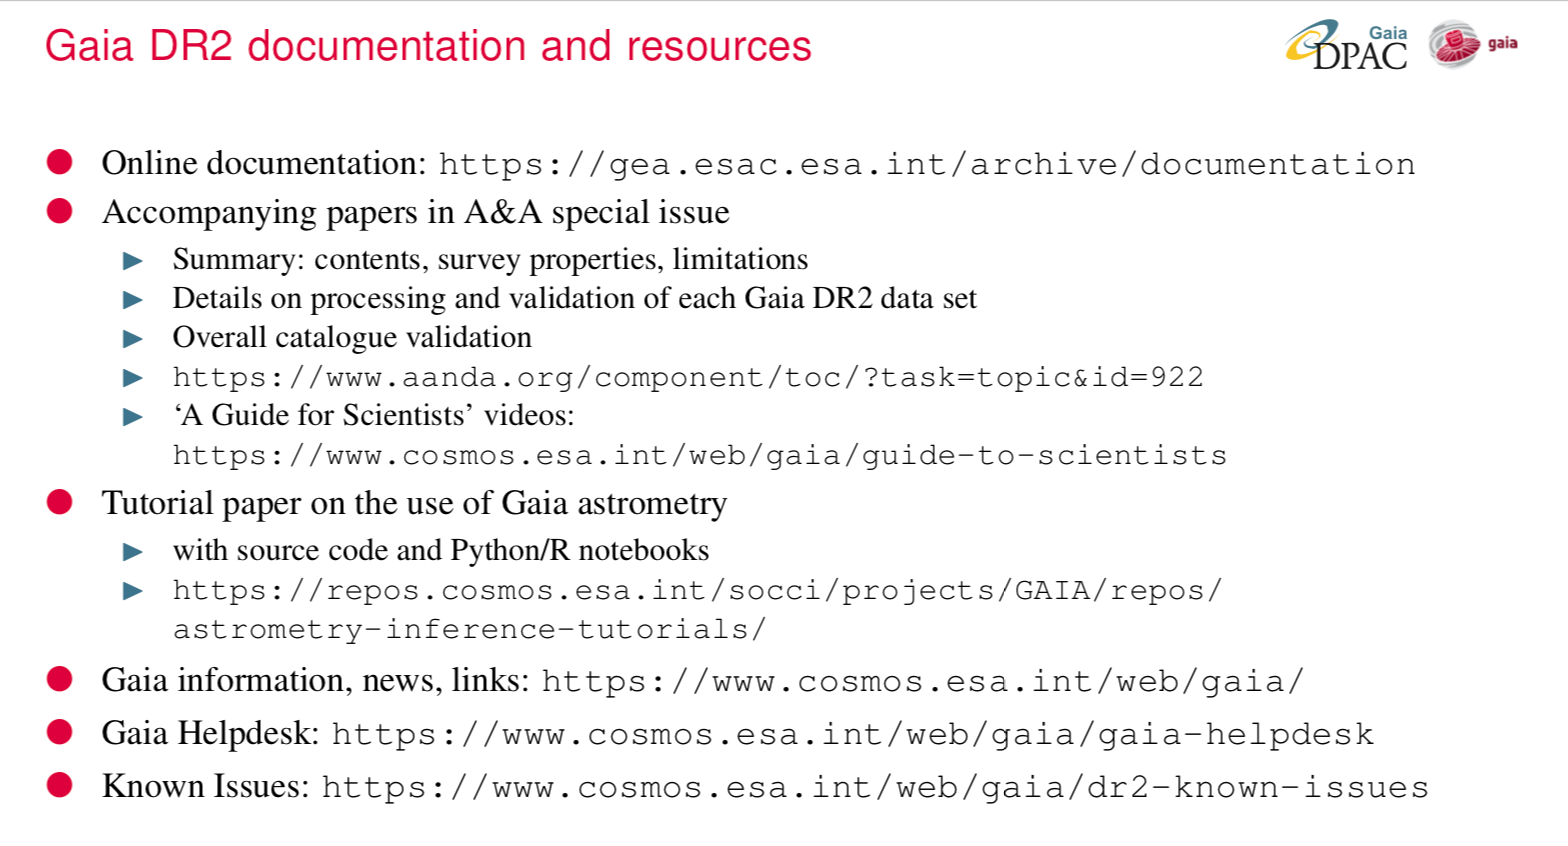 Gaia DR2 documentation and resources
Gaia
DPAC
gaia
● Online documentation: https://gea.esac.esa.int/archive/documentation
● Accompanying papers in A&A special issue
▶ Summary: contents, survey properties, limitations
▶ Details on processing and validation of each Gaia DR2 data set
▶ Overall catalogue validation
▶ https://www.aanda.org/component/toc/?task=topic&id=922
▶ ‘A Guide for Scientists’ videos:
https://www.cosmos.esa.int/web/gaia/guide-to-scientists
● Tutorial paper on the use of Gaia astrometry
▶ with source code and Python/R notebooks
▶ https://repos.cosmos.esa.int/socci/projects/GAIA/repos/
astrometry-inference-tutorials/
● Gaia information, news, links: https://www.cosmos.esa.int/web/gaia/
● Gaia Helpdesk: https://www.cosmos.esa.int/web/gaia/gaia-helpdesk
● Known Issues: https://www.cosmos.esa.int/web/gaia/dr2-known-issues